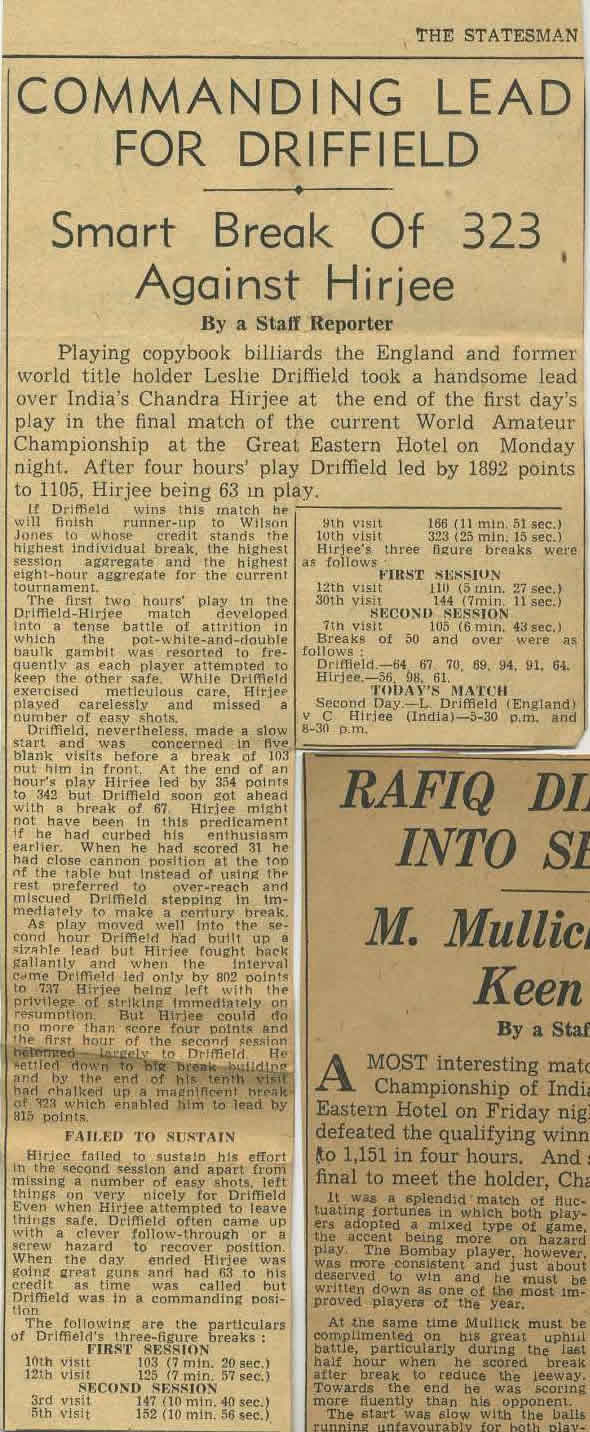 THE STATESMAN
COMMANDING LEAD
FOR DRIFFIELD
Smart Break Of 323
Against Hirjee
By a Staff Reporter
Playing copybook billiards the England and former
world title holder Leslie Driffield took a handsome lead
over India's Chandra Hirjee at the end of the first day's
play in the final match of the current World Amateur
Championship at the Great Eastern Hotel on Monday
night. After four hours' play Driffield led by 1892 points
to 1105, Hirjee being 63 in play.
If Driffield wins this match he
will finish runner-up to Wilson
Jones to whose credit stands the
highest individual break, the highest
session aggregate and the highest
eight-hour aggregate for the current
tournament.
The first two hours' play in the
Driffield-Hirjee match developed
into a tense battle of attrition in
which the pot-white-and-double
baulk gambit was resorted to fre-
quently as each player attempted to
keep the other safe. While Driffield
exercised meticulous care, Hirjee
played carelessly and missed a
number of easy shots.
Driffield, nevertheless, made a slow
start and was concerned in five
blank visits before a break of 103
put him in front. At the end of an
hour's play Hirjee led by 354 points
to 342 but Driffield soon got ahead
with a break of 67. Hirjee might
not have been in this predicament
if he had curbed his enthusiasm
earlier. When he had scored 31 he
had close cannon position at the top
of the table but instead of using the
rest preferred to over-reach and
miscued Driffield stepping in im-
mediately to make a century break.
As play moved well into the se-
cond hour Driffield had built up a
sizable lead but Hirjee fought back
gallantly and when the interval
came Driffield led only by 802 points
to 737 Hirjee being left with the
privilege of striking immediately on
resumption. But Hirjee could do
no more than score four points and
the first hour of the second session
belonged largely to Driffield. He
settled down to big break building
and by the end of his tenth visit
had chalked up a magnificent break
of 323 which enabled him to lead by
815 points.
FAILED TO SUSTAIN
Hirjee failed to sustain his effort
in the second session and apart from
missing a number of easy shots, left
things on very nicely for Driffield
Even when Hirjee attempted to leave
things safe, Driffield often came up
with a clever follow-through or a
screw hazard to recover position.
When the day ended Hirjee was
going great guns and had 63 to his
credit as time was called but
Driffield was in a commanding posi-
tion
The following are the particulars
of Driffield's three-figure breaks :
FIRST SESSION
10th visit 103 (7 min. 20 sec.)
12th visit 125 (7 min. 57 sec.)
SECOND SESSION
3rd visit 147 (10 min. 40 sec.)
5th visit 152 (10 min. 56 sec.)
9th visit 166 (11 min. 51 sec.)
10th visit 323 (25 min. 15 sec.)
Hirjee's three figure breaks were
as follows
FIRST SESSION
12th visit 110 (5 min. 27 sec.)
30th visit 144 (7min. 11 sec.)
SECOND SESSION
7th visit 105 (6 min. 43 sec.)
Breaks of 50 and over were as
follows :
Driffield.—64, 67, 70, 69, 94, 91, 64.
Hirjee.—56, 98, 61.
TODAY'S MATCH
Second Day.—L. Driffield (England)
v C Hirjee (India)—5-30 p.m. and
8-30 p.m.
RAFIQ DI
INTO SE
M. Mullic
Keen
By a Staf
A MOST interesting matc
Championship of India
Eastern Hotel on Friday nig
defeated the qualifying winn
to 1,151 in four hours. And
final to meet the holder, Cha
It was a splendid match of fluc-
tuating fortunes in which both play-
ers adopted a mixed type of game,
the accent being more on hazard
play. The Bombay player, however,
was more consistent and just about
deserved to win and he must be
written down as one of the most im-
proved players of the year.
At the same time Mullick must be
complimented on his great uphill
battle, particularly during the last
half hour when he scored break
after break to reduce the leeway.
Towards the end he was scoring
more fluently than his opponent.
The start was slow with the balls
running unfavourably for both play-